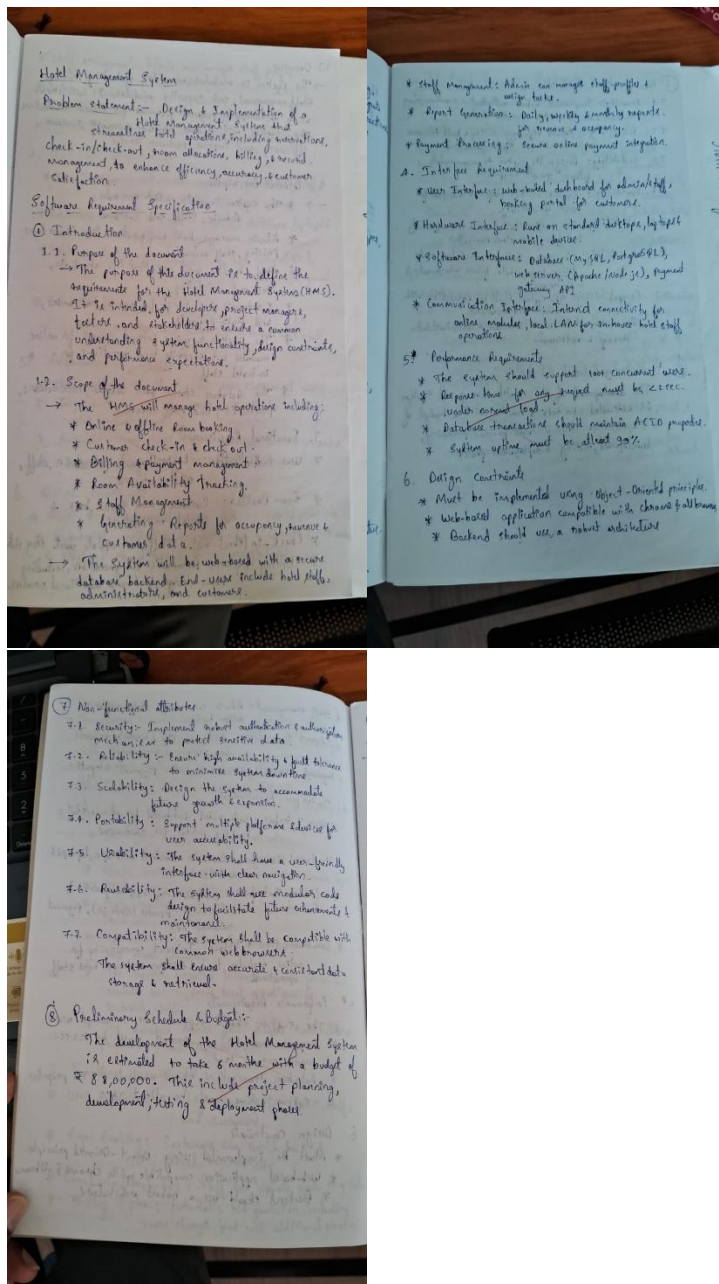 Hotel Management System
Problem Statement:- Design & Implementation of a
Hotel Management System that
streamlines hotel operations, including reservations,
check-in/check-out, room allocations, billing, & record
management, to enhance efficiency, accuracy, & customer
satisfaction.
Software Requirement Specification
① Introduction
1.1. Purpose of the document
→ The purpose of this document is to define the
requirements for the Hotel Management System (HMS).
It is intended for developers, project managers,
testers and stakeholders to ensure a common
understanding system functionality, design constraints,
and performance expectations.
1.2. Scope of the document
→ The HMS will manage hotel operations including:
* Online & offline Room booking
* Customer check-in & check out.
* Billing & payment management
* Room Availability Tracking.
* Staff Management
* Generating Reports for occupancy, revenue &
customer data.
→ The System will be web-based with a secure
database backend. End-users include hotel staff,
administrators, and customers.
* Staff Management: Admin can manage staff profiles &
assign tasks.
* Report Generation: Daily, weekly & monthly reports
for revenue & occupancy.
* Payment Processing: Secure online payment integration.
4. Interface Requirement
* User Interface: Web-based dashboard for admin/staff,
booking portal for customers.
* Hardware Interface: Runs on standard desktops, laptops &
mobile devices.
* Software Interface: Database (MySQL, PostgreSQL),
web servers, (Apache/Node.js), Payment
gateway API
* Communication Interface: Internet connectivity for
online modules, local LAN for in-house hotel staff
operations.
5* Performance Requirements
* The system should support 100+ concurrent users.
* Response time for any request must be <2 sec.
under normal load.
* Database transactions should maintain ACID properties.
* System uptime must be atleast 99%
6. Design Constraints
* Must be implemented using Object-Oriented principles.
* Web-based application compatible with chrome & all browsers
* Backend should use a robust architecture
⑦ Non-functional attributes
7.1. Security:- Implement robust authentication & authorization
mechanisms to protect sensitive data
7.2. Reliability:- Ensure high availability & fault tolerance
to minimize system downtime
7.3 Scalability: Design the system to accommodate
future growth & expansion.
7.4. Portability: Support multiple platforms & devices for
user accessibility.
7.5. Usability: The system shall have a user-friendly
interface with clear navigation.
7.6. Reusability: The system shall use modular code
design to facilitate future enhancements &
maintenance.
7.7. Compatibility: The system shall be compatible with
common web browsers
The system shall ensure accurate & consistent data
storage & retrieval.
⑧ Preliminary Schedule & Budget:-
The development of the Hotel Management System
is estimated to take 6 months with a budget of
₹ 88,00,000. This include project planning,
development, testing & deployment phases.